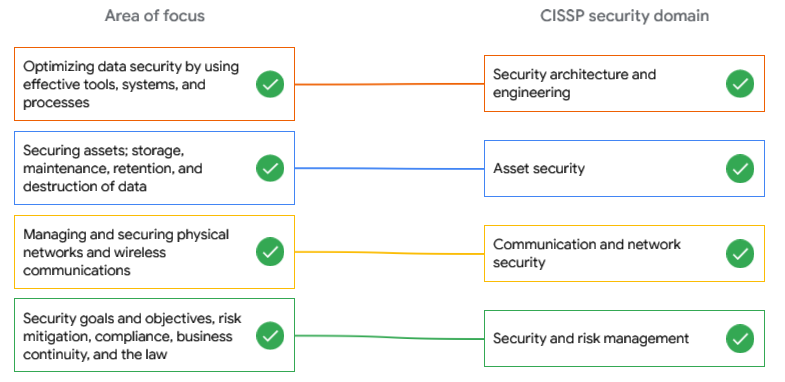 Area of focus
CISSP security domain
Optimizing data security by using
effective tools, systems, and
processes
Security architecture and
engineering
Securing assets; storage,
maintenance, retention, and
destruction of data
Asset security
Managing and securing physical
networks and wireless
communications
Communication and network
security
Security goals and objectives, risk
mitigation, compliance, business
continuity, and the law
Security and risk management